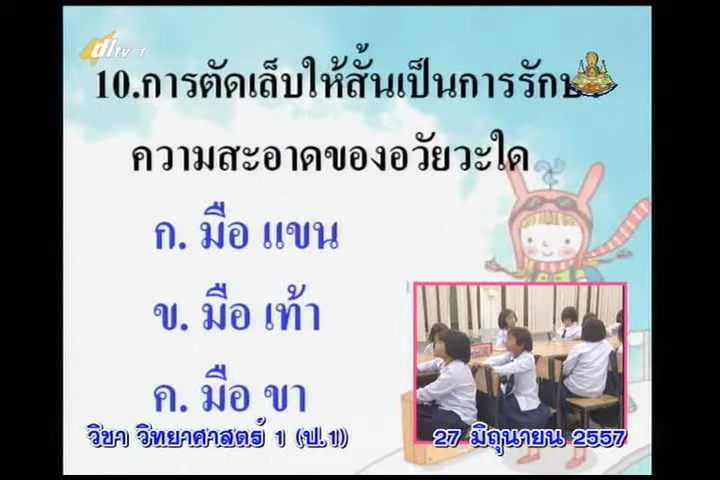 dltv 1
10.การตัดเล็บให้สั้นเป็นการรักษา
ความสะอาดของอวัยวะใด
ก. มือ แขน
ข. มือ เท้า
ค. มือ ขา
วิชา วิทยาศาสตร์ 1 (ป.1)
27 มิถุนายน 2557